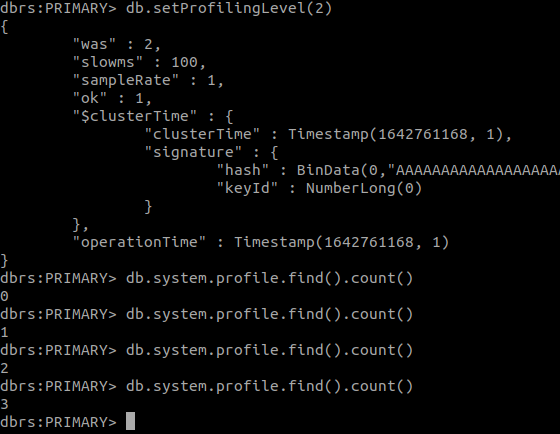 dbrs:PRIMARY> db.setProfilingLevel(2)
{
        "was" : 2,
        "slowms" : 100,
        "sampleRate" : 1,
        "ok" : 1,
        "$clusterTime" : {
                "clusterTime" : Timestamp(1642761168, 1),
                "signature" : {
                        "hash" : BinData(0,"AAAAAAAAAAAAAAAAAAA
                        "keyId" : NumberLong(0)
                }
        },
        "operationTime" : Timestamp(1642761168, 1)
}
dbrs:PRIMARY> db.system.profile.find().count()
0
dbrs:PRIMARY> db.system.profile.find().count()
1
dbrs:PRIMARY> db.system.profile.find().count()
2
dbrs:PRIMARY> db.system.profile.find().count()
3
dbrs:PRIMARY>